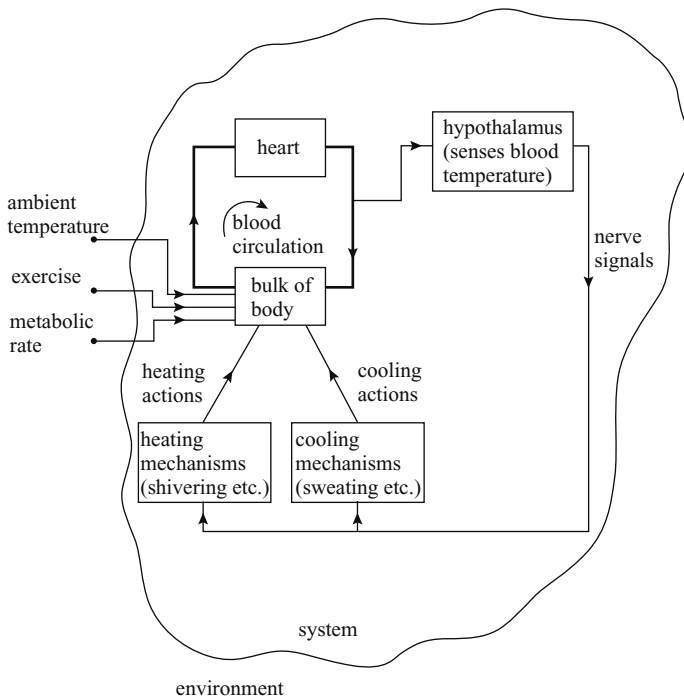 heart
hypothalamus
(senses blood
temperature)
ambient
temperature
blood
circulation
nerve
signals
exercise
bulk of
body
metabolic
rate
heating
actions
cooling
actions
heating
mechanisms
(shivering etc.)
cooling
mechanisms
(sweating etc.)
system
environment